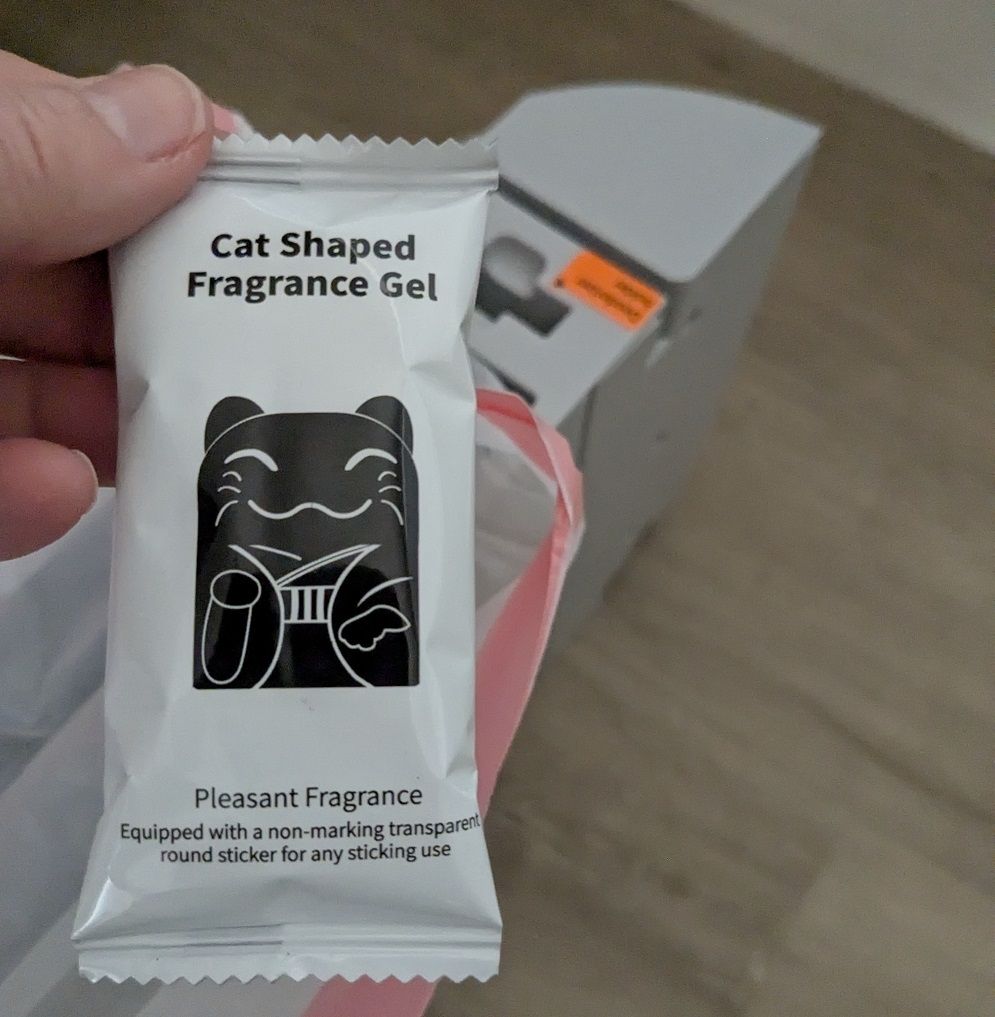 Cat Shaped
Fragrance Gel
Pleasant Fragrance
Equipped with a non-marking transparent
round sticker for any sticking use